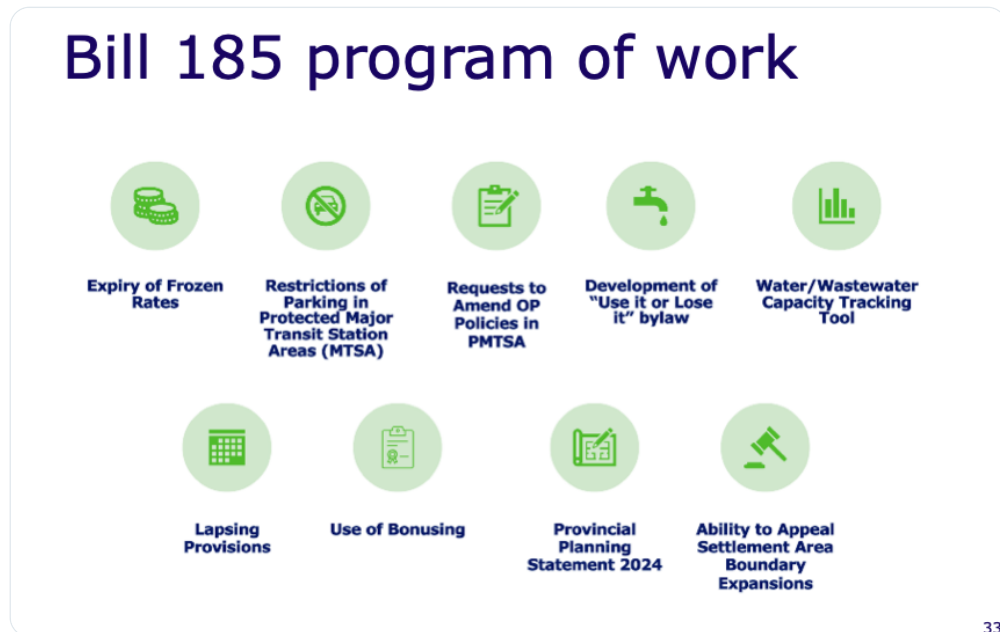 Bill 185 program of work
Expiry of Frozen
Rates
Restrictions of
Parking in
Protected Major
Transit Station
Areas (MTSA)
Requests to
Amend OP
Policies in
PMTSA
Development of
“Use it or Lose
it” bylaw
Water/Wastewater
Capacity Tracking
Tool
Lapsing
Provisions
Use of Bonusing
Provincial
Planning
Statement 2024
Ability to Appeal
Settlement Area
Boundary
Expansions
33